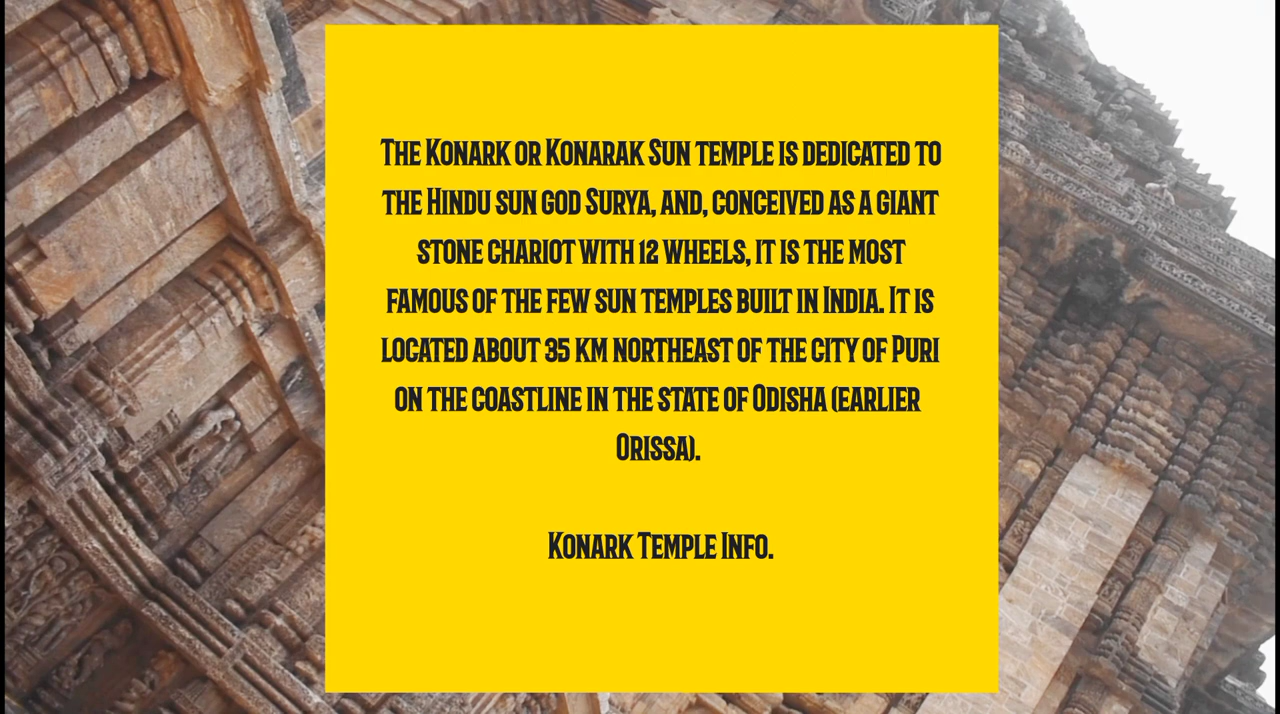 The Konark or Konarak Sun temple is dedicated to
the Hindu sun god Surya, and, conceived as a giant
stone chariot with 12 wheels, it is the most
famous of the few sun temples built in India. It is
located about 35 km northeast of the city of Puri
on the coastline in the state of Odisha (earlier
Orissa).
Konark Temple Info.